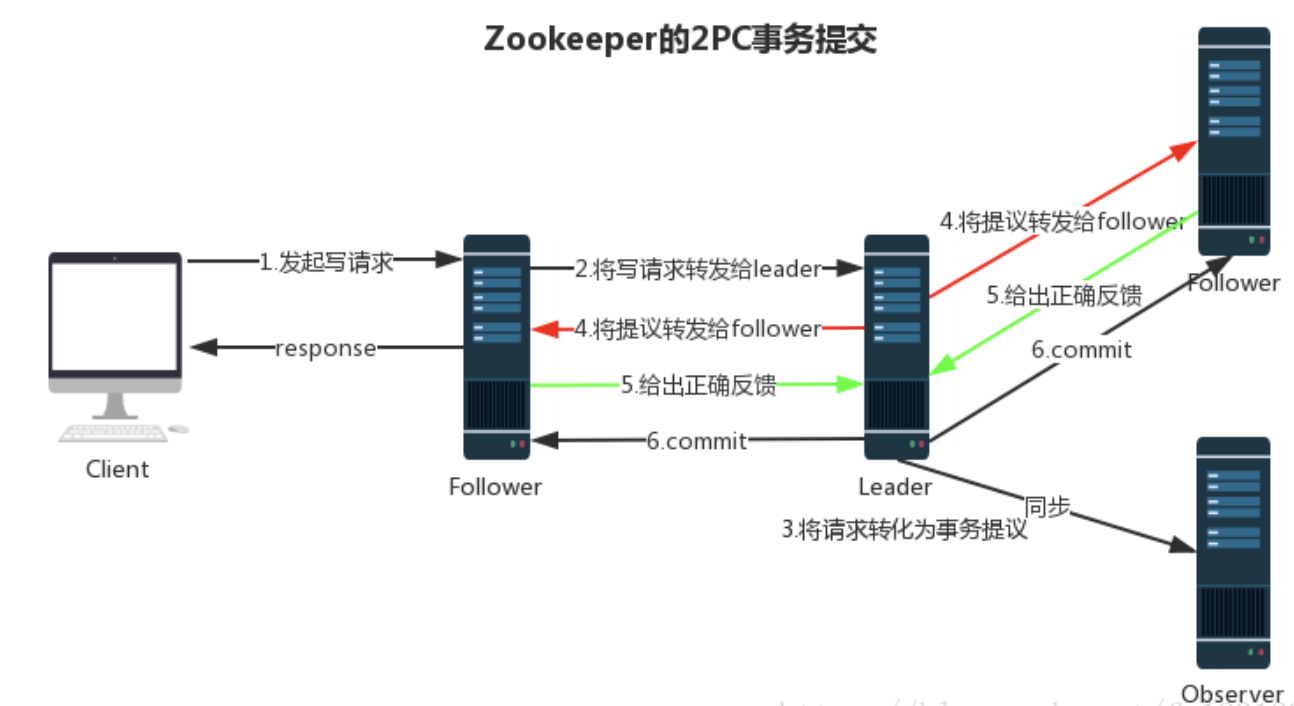 Zookeeper的2PC事务提交
1.发起写请求
response
Client
2.将写请求转发给leader
4.将提议转发给follower
5.给出正确反馈
6.commit
Follower
Leader
3.将请求转化为事务提议
4.将提议转发给follower
5.给出正确反馈
6.commit
Follower
同步
Observer